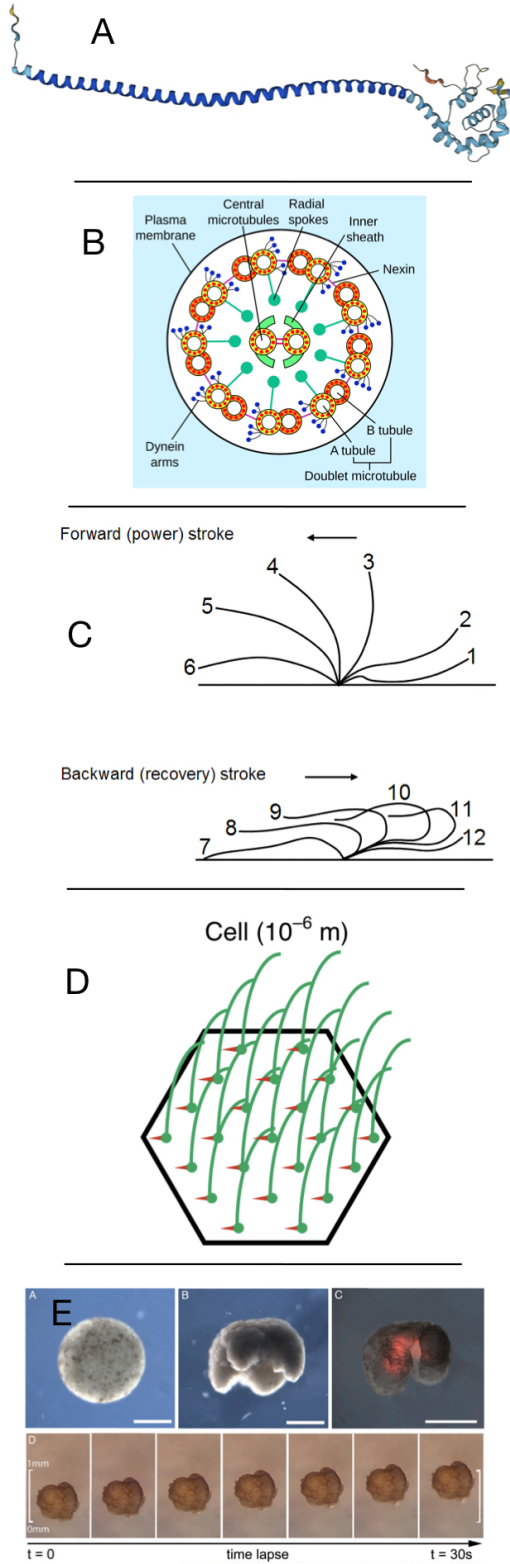 A
B
Central
microtubules
Radial
spokes
Plasma
membrane
Inner
sheath
Nexin
Dynein
arms
B tubule
A tubule
Doublet microtubule
Forward (power) stroke
C
1
2
3
4
5
6
Backward (recovery) stroke
7
8
9
10
11
12
D
Cell (10⁻⁶ m)
E
A
B
C
D
1mm
0mm
t = 0
time lapse
t = 30s